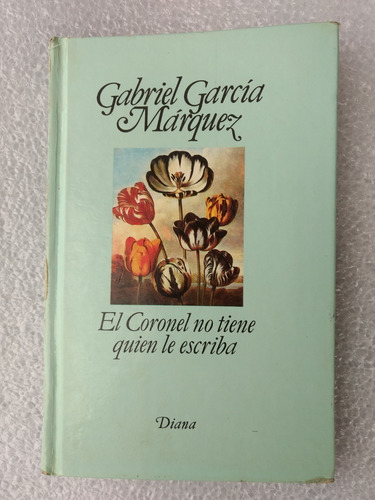 Gabriel García
Márquez
El Coronel no tiene
quien le escriba
Diana